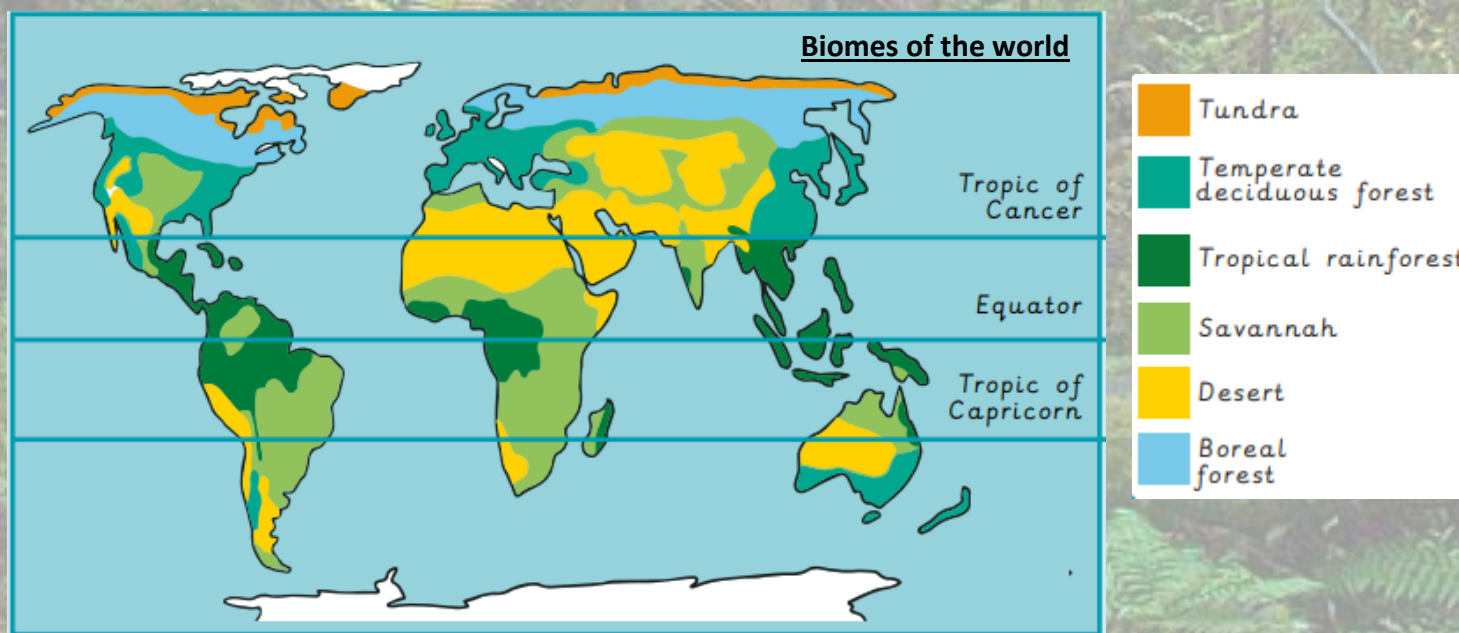 Biomes of the world
Tropic of
Cancer
Equator
Tropic of
Capricorn
Tundra
Temperate
deciduous forest
Tropical rainforest
Savannah
Desert
Boreal
forest